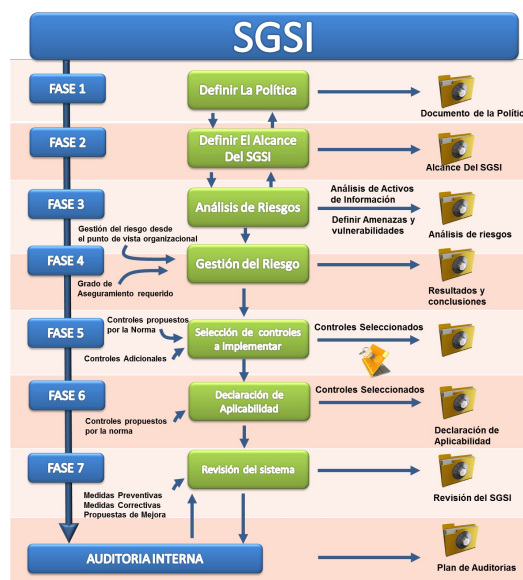 SGSI
FASE 1
Definir La Política
Documento de la Polític
FASE 2
Definir El Alcance
Del SGSI
Alcance Del SGSI
FASE 3
Análisis de Riesgos
Análisis de Activos
de Información
Definir Amenazas y
vulnerabilidades
Análisis de riesgos
Gestión del riesgo desde
el punto de vista organizacional
FASE 4
Gestión del Riesgo
Grado de
Aseguramiento requerido
Resultados y
conclusiones
Controles propuestos
por la Norma
FASE 5
Selección de controles
a Implementar
Controles Seleccionados
Controles Adicionales
FASE 6
Declaración de
Aplicabilidad
Controles Seleccionados
Controles propuestos
por la norma
Declaración de
Aplicabilidad
FASE 7
Revisión del sistema
Medidas Preventivas
Medidas Correctivas
Propuestas de Mejora
Revisión del SGSI
AUDITORIA INTERNA
Plan de Auditorias